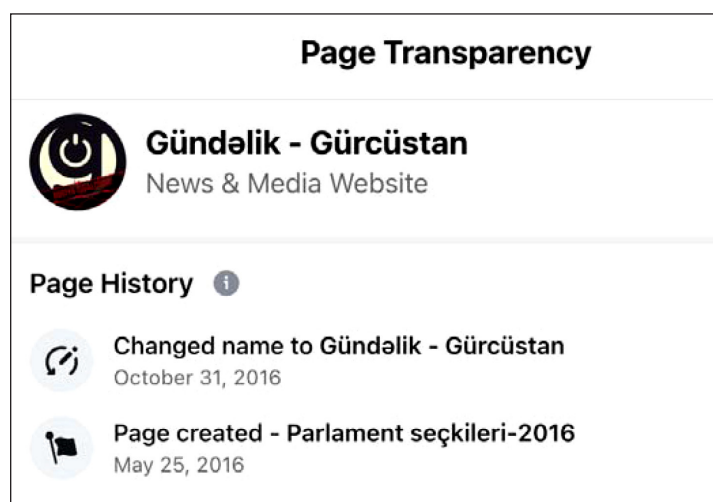 Page Transparency
Gündəlik - Gürcüstan
News & Media Website
Page History
Changed name to Gündəlik - Gürcüstan
October 31, 2016
Page created - Parlament seçkileri-2016
May 25, 2016